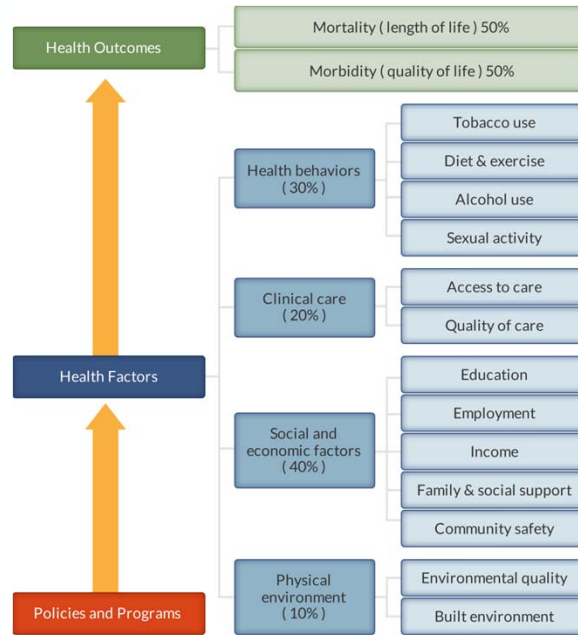 Health Outcomes
Mortality ( length of life ) 50%
Morbidity ( quality of life ) 50%
Health Factors
Health behaviors
( 30% )
Tobacco use
Diet & exercise
Alcohol use
Sexual activity
Clinical care
( 20% )
Access to care
Quality of care
Social and
economic factors
( 40% )
Education
Employment
Income
Family & social support
Community safety
Physical
environment
( 10% )
Environmental quality
Built environment
Policies and Programs